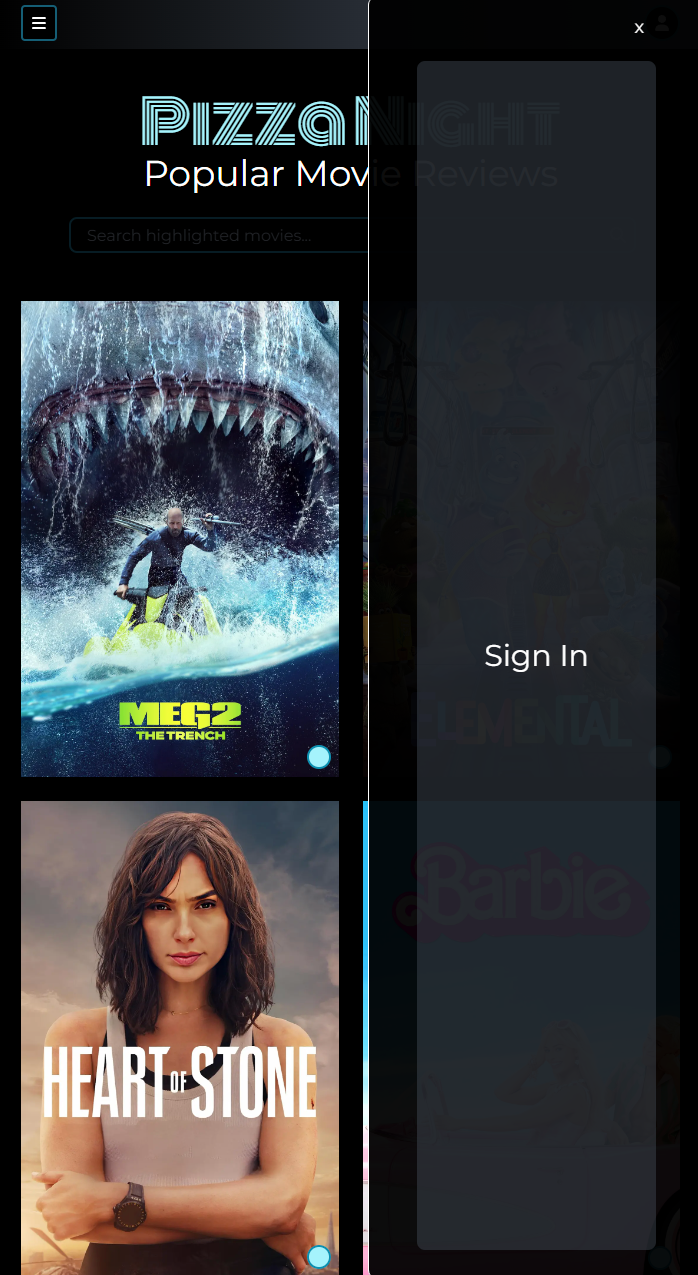 x
PizzaNight
Popular Movie Reviews
Search highlighted movies...
MEG2
THE TRENCH
ELEMENTAL
Sign In
HEART OF STONE
Barbie